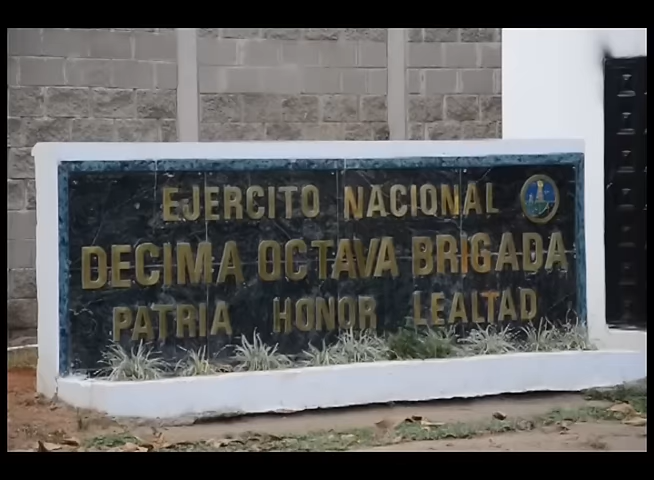 EJERCITO NACIONAL
DECIMA OCTAVA BRIGADA
PATRIA HONOR LEALTAD